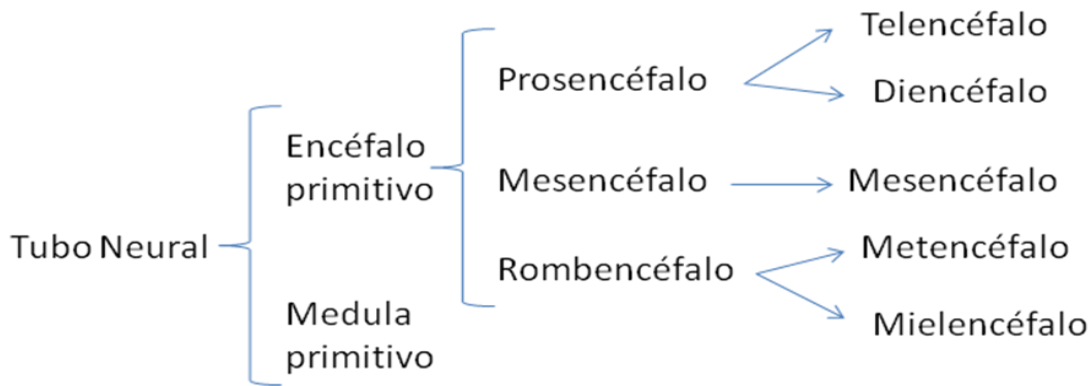 Tubo Neural
Encéfalo
primitivo
Medula
primitivo
Prosencéfalo
Mesencéfalo
Rombencéfalo
Telencéfalo
Diencéfalo
Mesencéfalo
Metencéfalo
Mielencéfalo